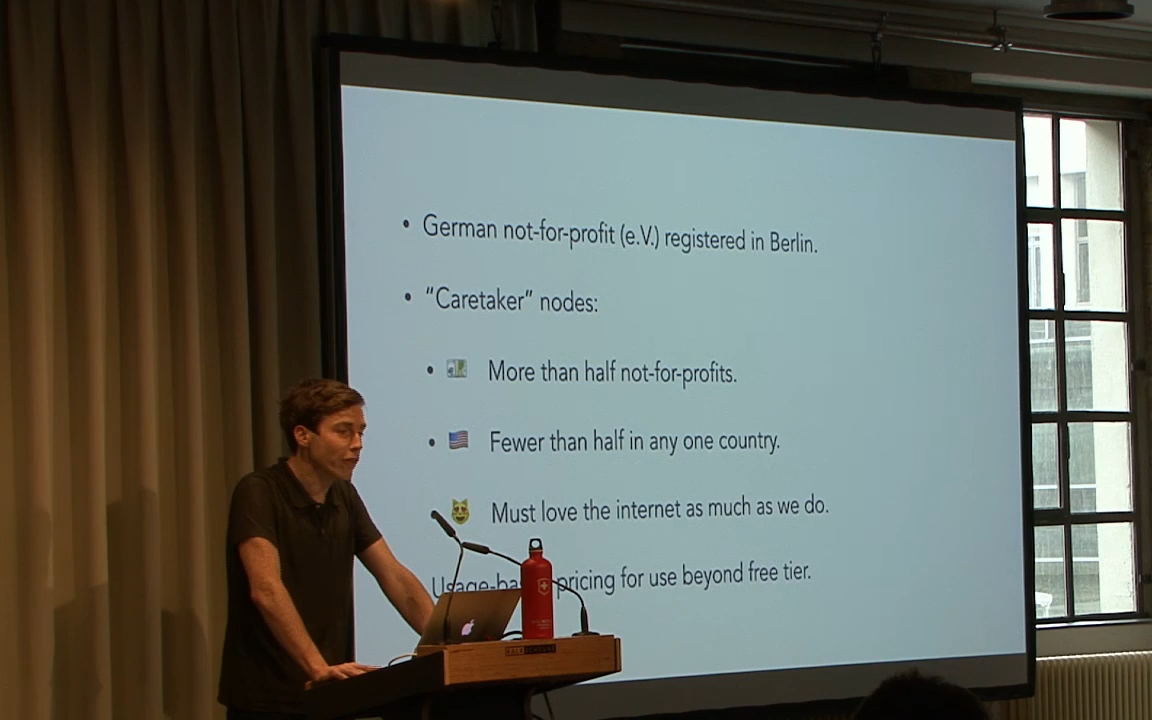 • German not-for-profit (e.V.) registered in Berlin.
• “Caretaker” nodes:
• More than half not-for-profits.
• Fewer than half in any one country.
• Must love the internet as much as we do.
pricing for use beyond free tier.